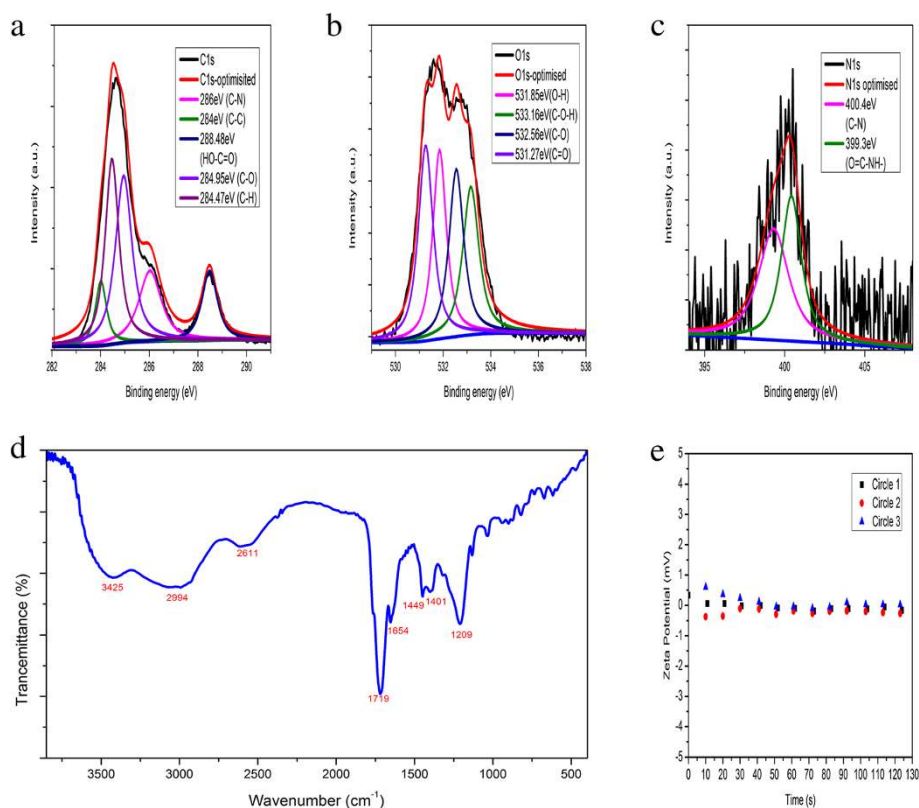 a
C1s
C1s-optimisited
286eV (C-N)
284eV (C-C)
288.48eV
(HO-C=O)
284.95eV (C-O)
284.47eV (C-H)
Intensity (a.u.)
282 284 286 288 290
Binding energy (eV)
b
O1s
O1s-optimised
531.85eV(O-H)
533.16eV(C-O-H)
532.56eV(C-O)
531.27eV(C=O)
Intensity (a.u.)
530 532 534 536 538
Binding energy (eV)
c
N1s
N1s optimised
400.4eV
(C-N)
399.3eV
(O=C-NH-)
Intensity (a.u.)
395 400 405
Binding energy (eV)
d
3425
2994
2611
1719
1654
1449
1401
1209
Trancemittance (%)
3500 3000 2500 2000 1500 1000 500
Wavenumber (cm⁻¹)
e
Circle 1
Circle 2
Circle 3
Zeta Potential (mV)
5
4
3
2
1
0
-1
-2
-3
-4
-5
0 10 20 30 40 50 60 70 80 90 100 110 120 130
Time (s)